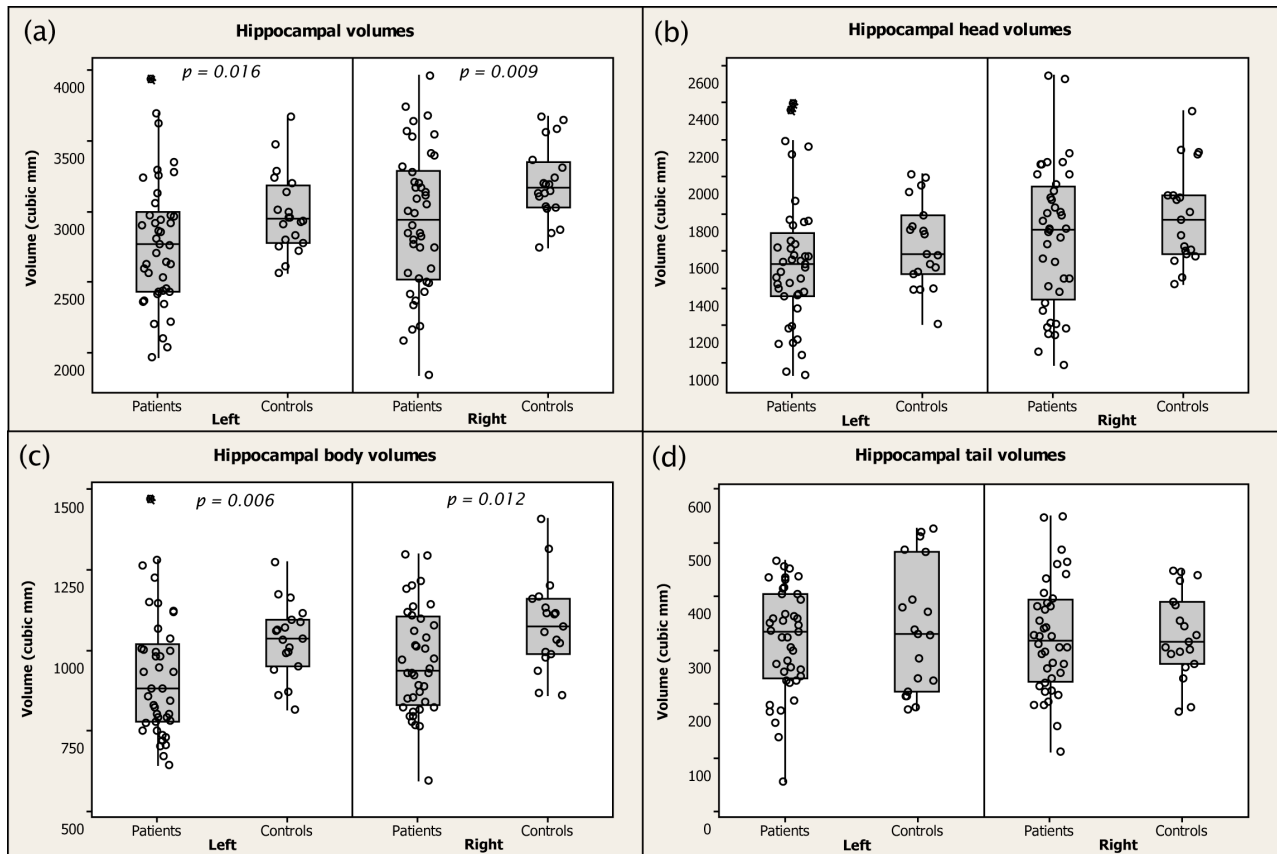 (a)
Hippocampal volumes
p = 0.016
p = 0.009
Volume (cubic mm)
4000
3500
3000
2500
2000
Patients
Controls
Patients
Controls
Left
Right
(b)
Hippocampal head volumes
Volume (cubic mm)
2600
2400
2200
2000
1800
1600
1400
1200
1000
Patients
Controls
Patients
Controls
Left
Right
(c)
Hippocampal body volumes
p = 0.006
p = 0.012
Volume (cubic mm)
1500
1250
1000
750
500
Patients
Controls
Patients
Controls
Left
Right
(d)
Hippocampal tail volumes
Volume (cubic mm)
600
500
400
300
200
100
0
Patients
Controls
Patients
Controls
Left
Right